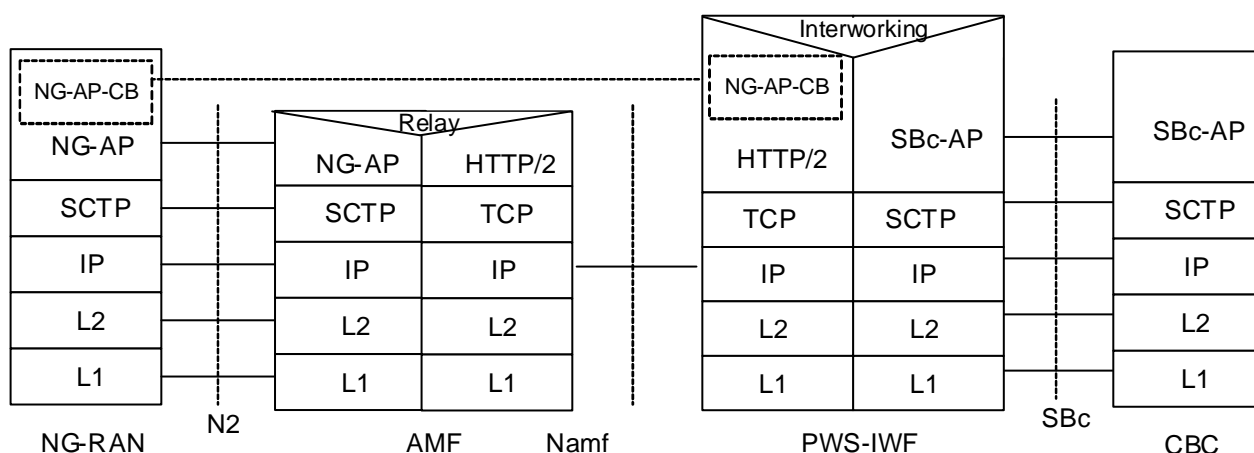 Interworking
NG-AP-CB
NG-AP-CB
Relay
NG-AP
NG-AP
HTTP/2
HTTP/2
SBc-AP
SBc-AP
SCTP
SCTP
TCP
TCP
SCTP
SCTP
IP
IP
IP
IP
IP
IP
L2
L2
L2
L2
L2
L2
L1
L1
L1
L1
L1
L1
N2
SBc
NG-RAN
AMF
Namf
PWS-IWF
CBC